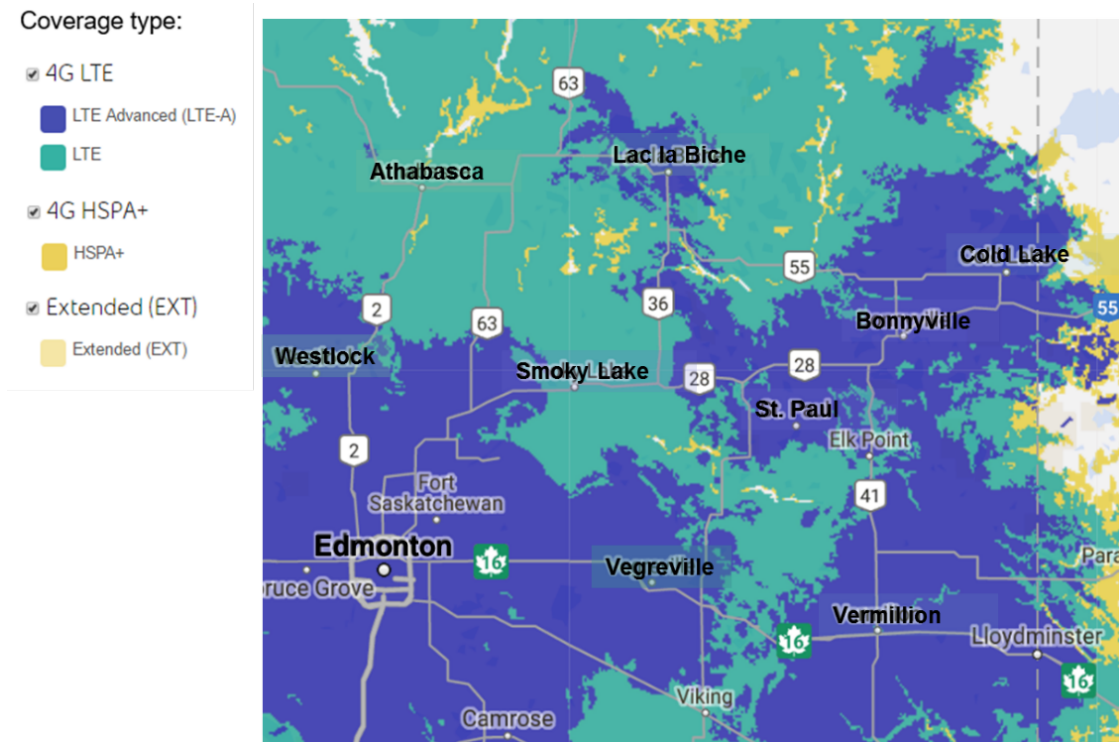 Coverage type:
4G LTE
LTE Advanced (LTE-A)
LTE
4G HSPA+
HSPA+
Extended (EXT)
Extended (EXT)
63
Athabasca
Lac la Biche
Cold Lake
55
2
63
36
55
Bonnyville
Westlock
Smoky Lake
28
28
St. Paul
Elk Point
2
Fort
Saskatchewan
41
Edmonton
16
Vegreville
Para
pruce Grove
Vermillion
16
Lloydminster
16
Viking
Camrose